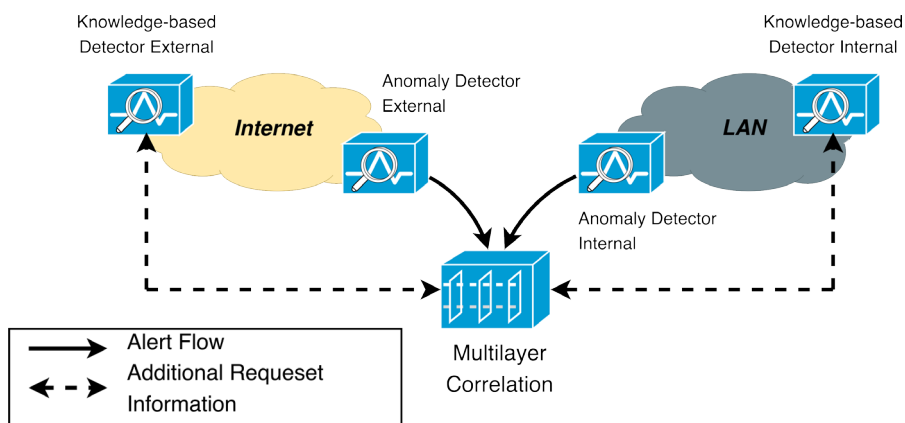 Knowledge-based
Detector External
Knowledge-based
Detector Internal
Anomaly Detector
External
Internet
LAN
Anomaly Detector
Internal
Multilayer
Correlation
Alert Flow
Additional Requeset
Information